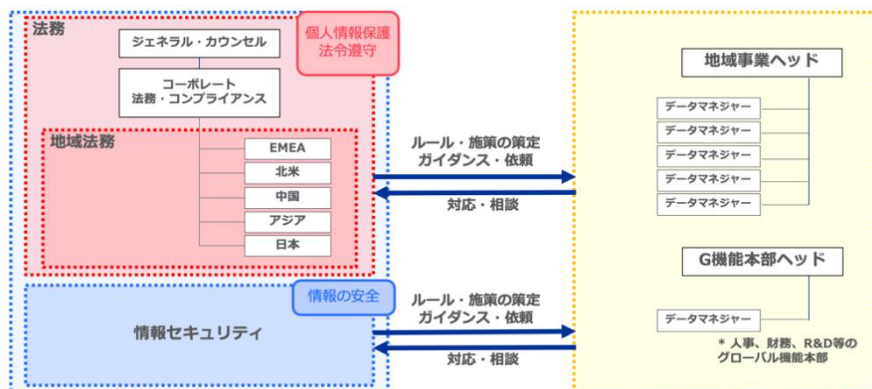 法務
個人情報保護
法令遵守
ジェネラル・カウンセル
コーポレート
法務・コンプライアンス
地域法務
EMEA
北米
中国
アジア
日本
情報の安全
情報セキュリティ
ルール・施策の策定
ガイダンス・依頼
対応・相談
ルール・施策の策定
ガイダンス・依頼
対応・相談
地域事業ヘッド
データマネジャー
データマネジャー
データマネジャー
データマネジャー
データマネジャー
G機能本部ヘッド
データマネジャー
* 人事、財務、R&D等の
グローバル機能本部